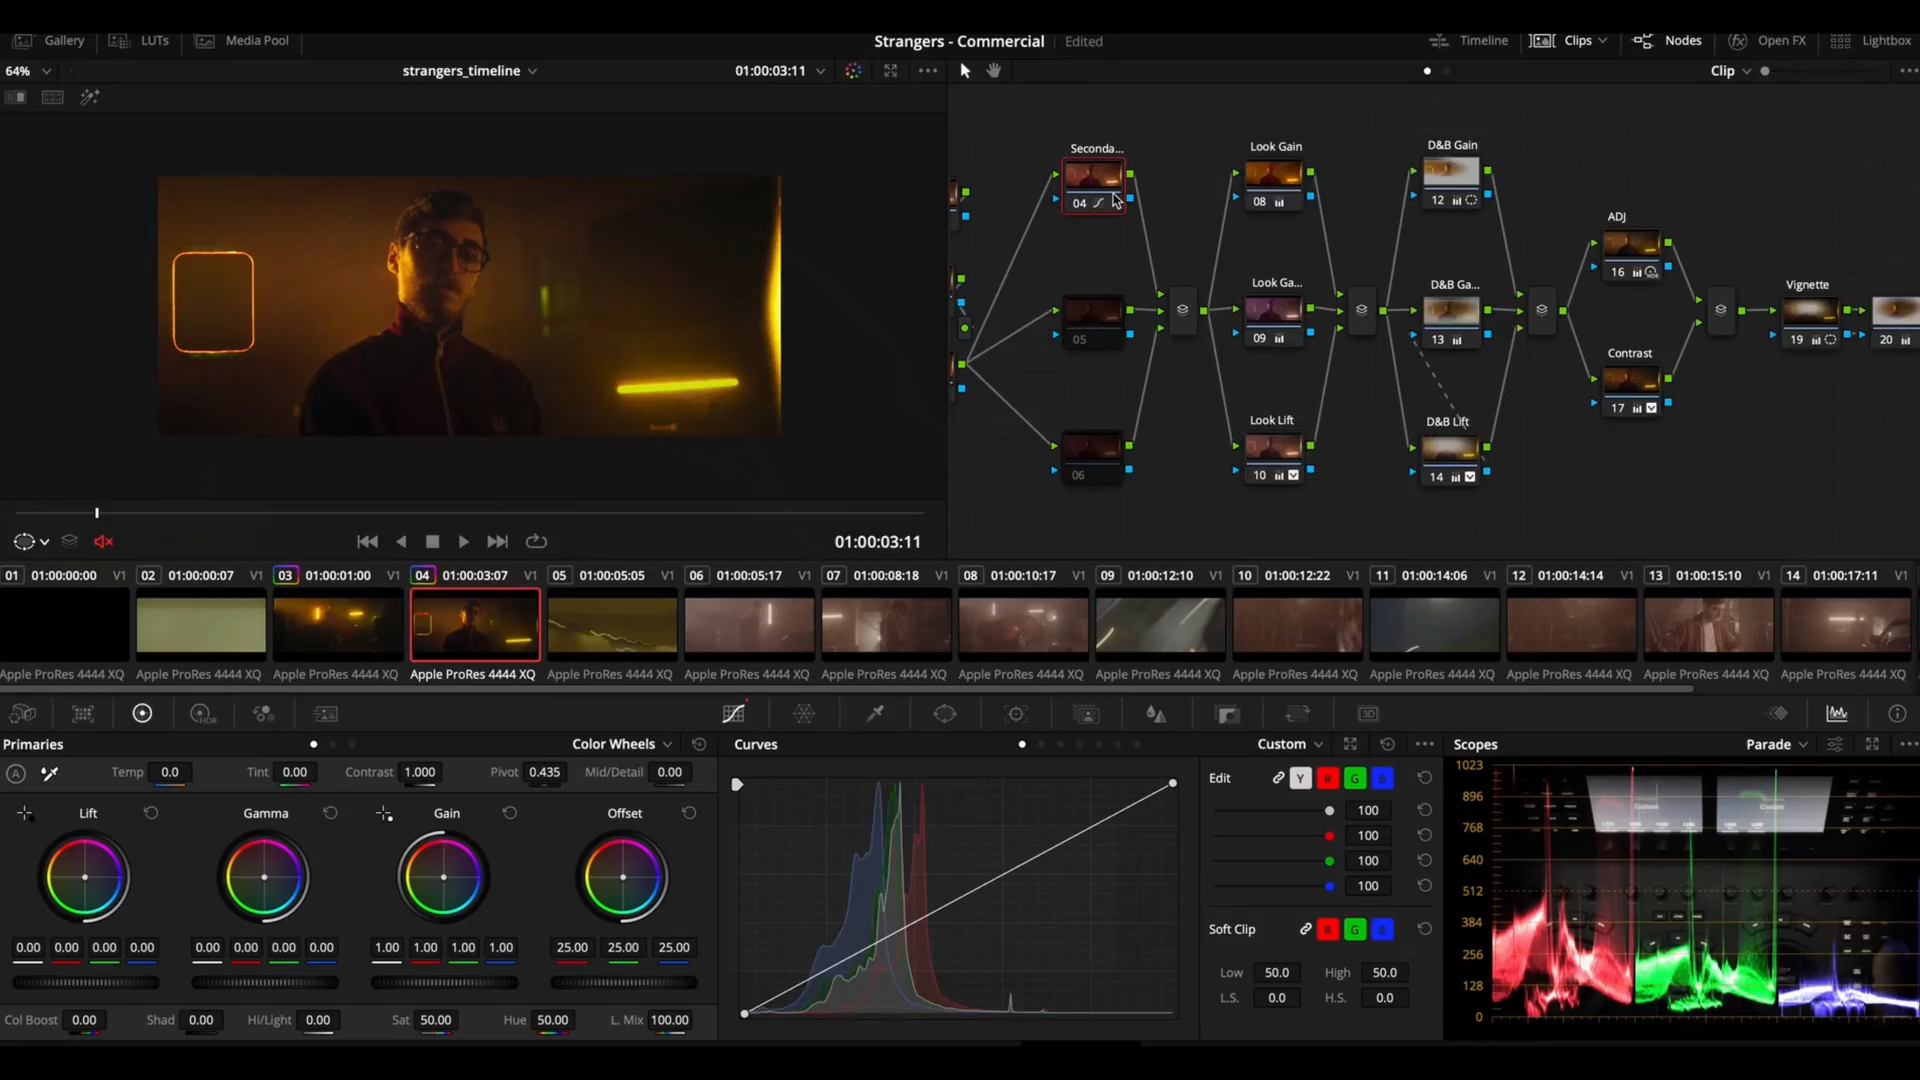 Gallery LUTs Media Pool Strangers - Commercial Edited Timeline Clips Nodes Open FX Lightbox
64% strangers_timeline 01:00:03:11 Clip
Seconda... Look Gain D&B Gain
04 08 12
ADJ
16
Look Ga... D&B Ga... Vignette
05 09 13 19 20
Contrast
17
Look Lift D&B Lift
06 10 14
01:00:03:11
01 01:00:00:00 V1 02 01:00:00:07 V1 03 01:00:01:00 V1 04 01:00:03:07 V1 05 01:00:05:05 V1 06 01:00:05:17 V1 07 01:00:08:18 V1 08 01:00:10:17 V1 09 01:00:12:10 V1 10 01:00:12:22 V1 11 01:00:14:06 V1 12 01:00:14:14 V1 13 01:00:15:10 V1 14 01:00:17:11 V1
Apple ProRes 4444 XQ Apple ProRes 4444 XQ Apple ProRes 4444 XQ Apple ProRes 4444 XQ Apple ProRes 4444 XQ Apple ProRes 4444 XQ Apple ProRes 4444 XQ Apple ProRes 4444 XQ Apple ProRes 4444 XQ Apple ProRes 4444 XQ Apple ProRes 4444 XQ Apple ProRes 4444 XQ Apple ProRes 4444 XQ Apple ProRes 4444 XQ
HDR 3D
Primaries Color Wheels Curves Custom Scopes Parade
A Temp 0.0 Tint 0.00 Contrast 1.000 Pivot 0.435 Mid/Detail 0.00
Lift Gamma Gain Offset
0.00 0.00 0.00 0.00 0.00 0.00 0.00 0.00 1.00 1.00 1.00 1.00 25.00 25.00 25.00
Col Boost 0.00 Shad 0.00 Hi/Light 0.00 Sat 50.00 Hue 50.00 L. Mix 100.00
Edit Y R G B
100
100
100
100
Soft Clip R G B
Low 50.0 High 50.0
L.S. 0.0 H.S. 0.0
1023
896
768
640
512
384
256
128
0